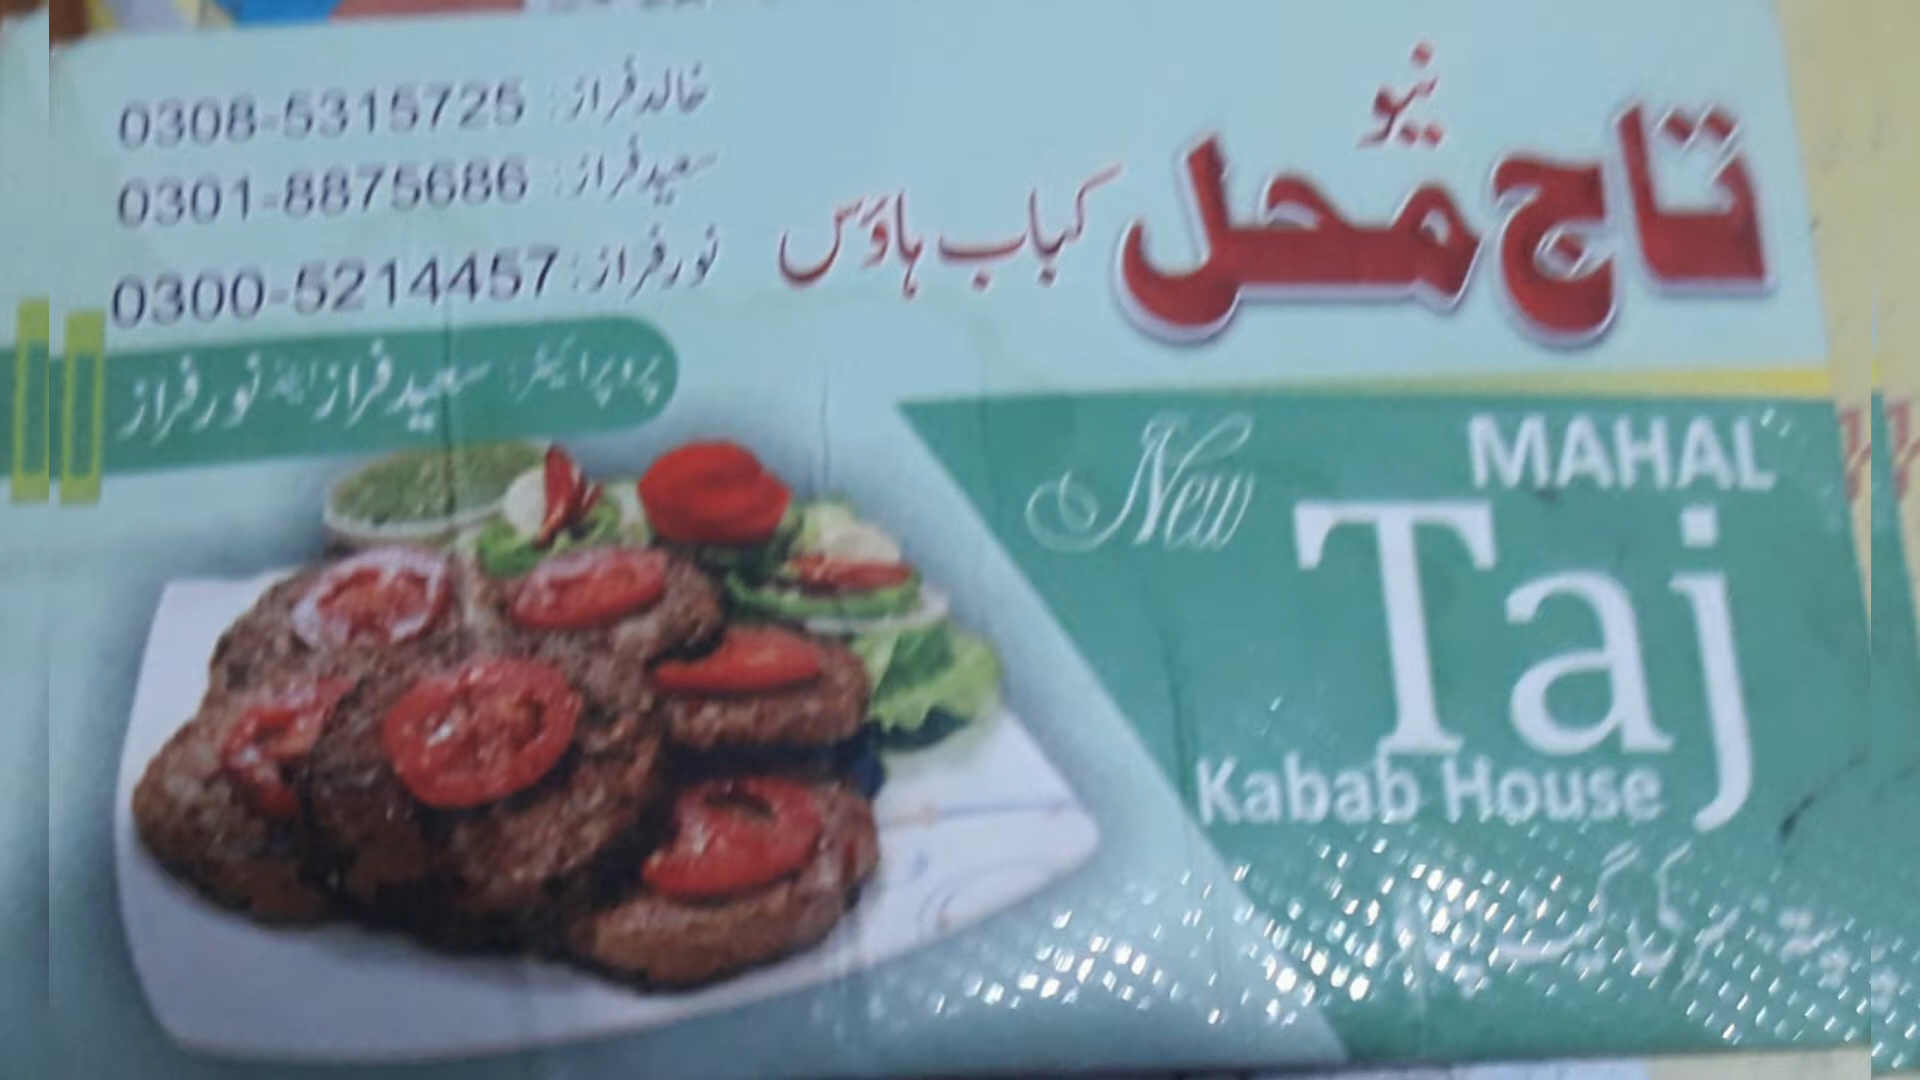 نیو
تاج محل کباب ہاؤس
خالد فراز: 0308-5315725
سعید فراز: 0301-8875686
نور فراز: 0300-5214457
پروپرائیٹر: سعید فراز اینڈ نور فراز
New MAHAL
Taj
Kabab House